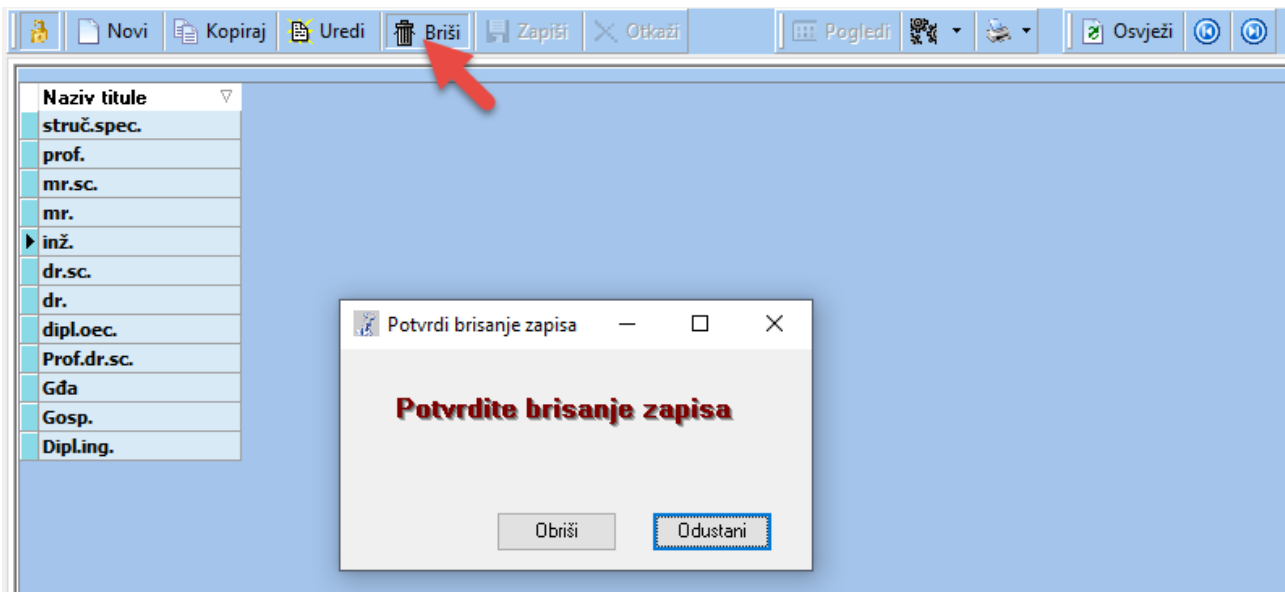 Novi Kopiraj Uredi Briši Zapiši Otkaži Pogledi Osvježi
Naziv titule
struč.spec.
prof.
mr.sc.
mr.
inž.
dr.sc.
dr.
dipl.oec.
Prof.dr.sc.
Gđa
Gosp.
Dipl.ing.
Potvrdi brisanje zapisa
Potvrdite brisanje zapisa
Obriši Odustani